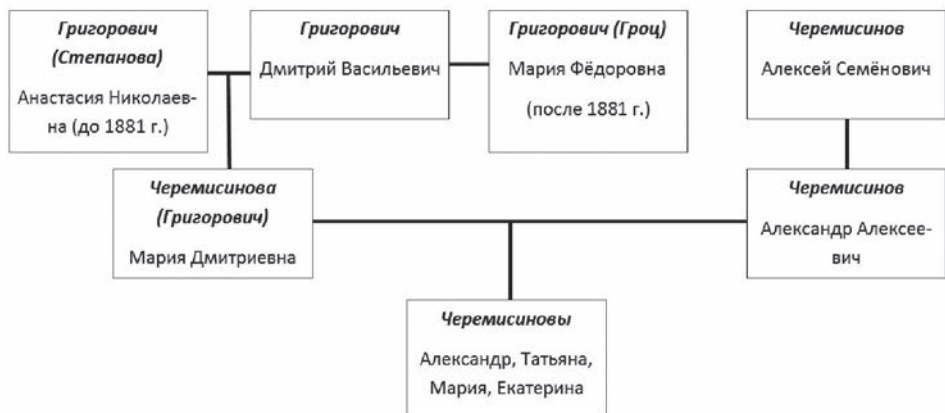 Григорович
(Степанова)
Анастасия Николаев-
на (до 1881 г.)
Григорович
Дмитрий Васильевич
Григорович (Гроц)
Мария Фёдоровна
(после 1881 г.)
Черемисинов
Алексей Семёнович
Черемисинова
(Григорович)
Мария Дмитриевна
Черемисинов
Александр Алексее-
вич
Черемисиновы
Александр, Татьяна,
Мария, Екатерина